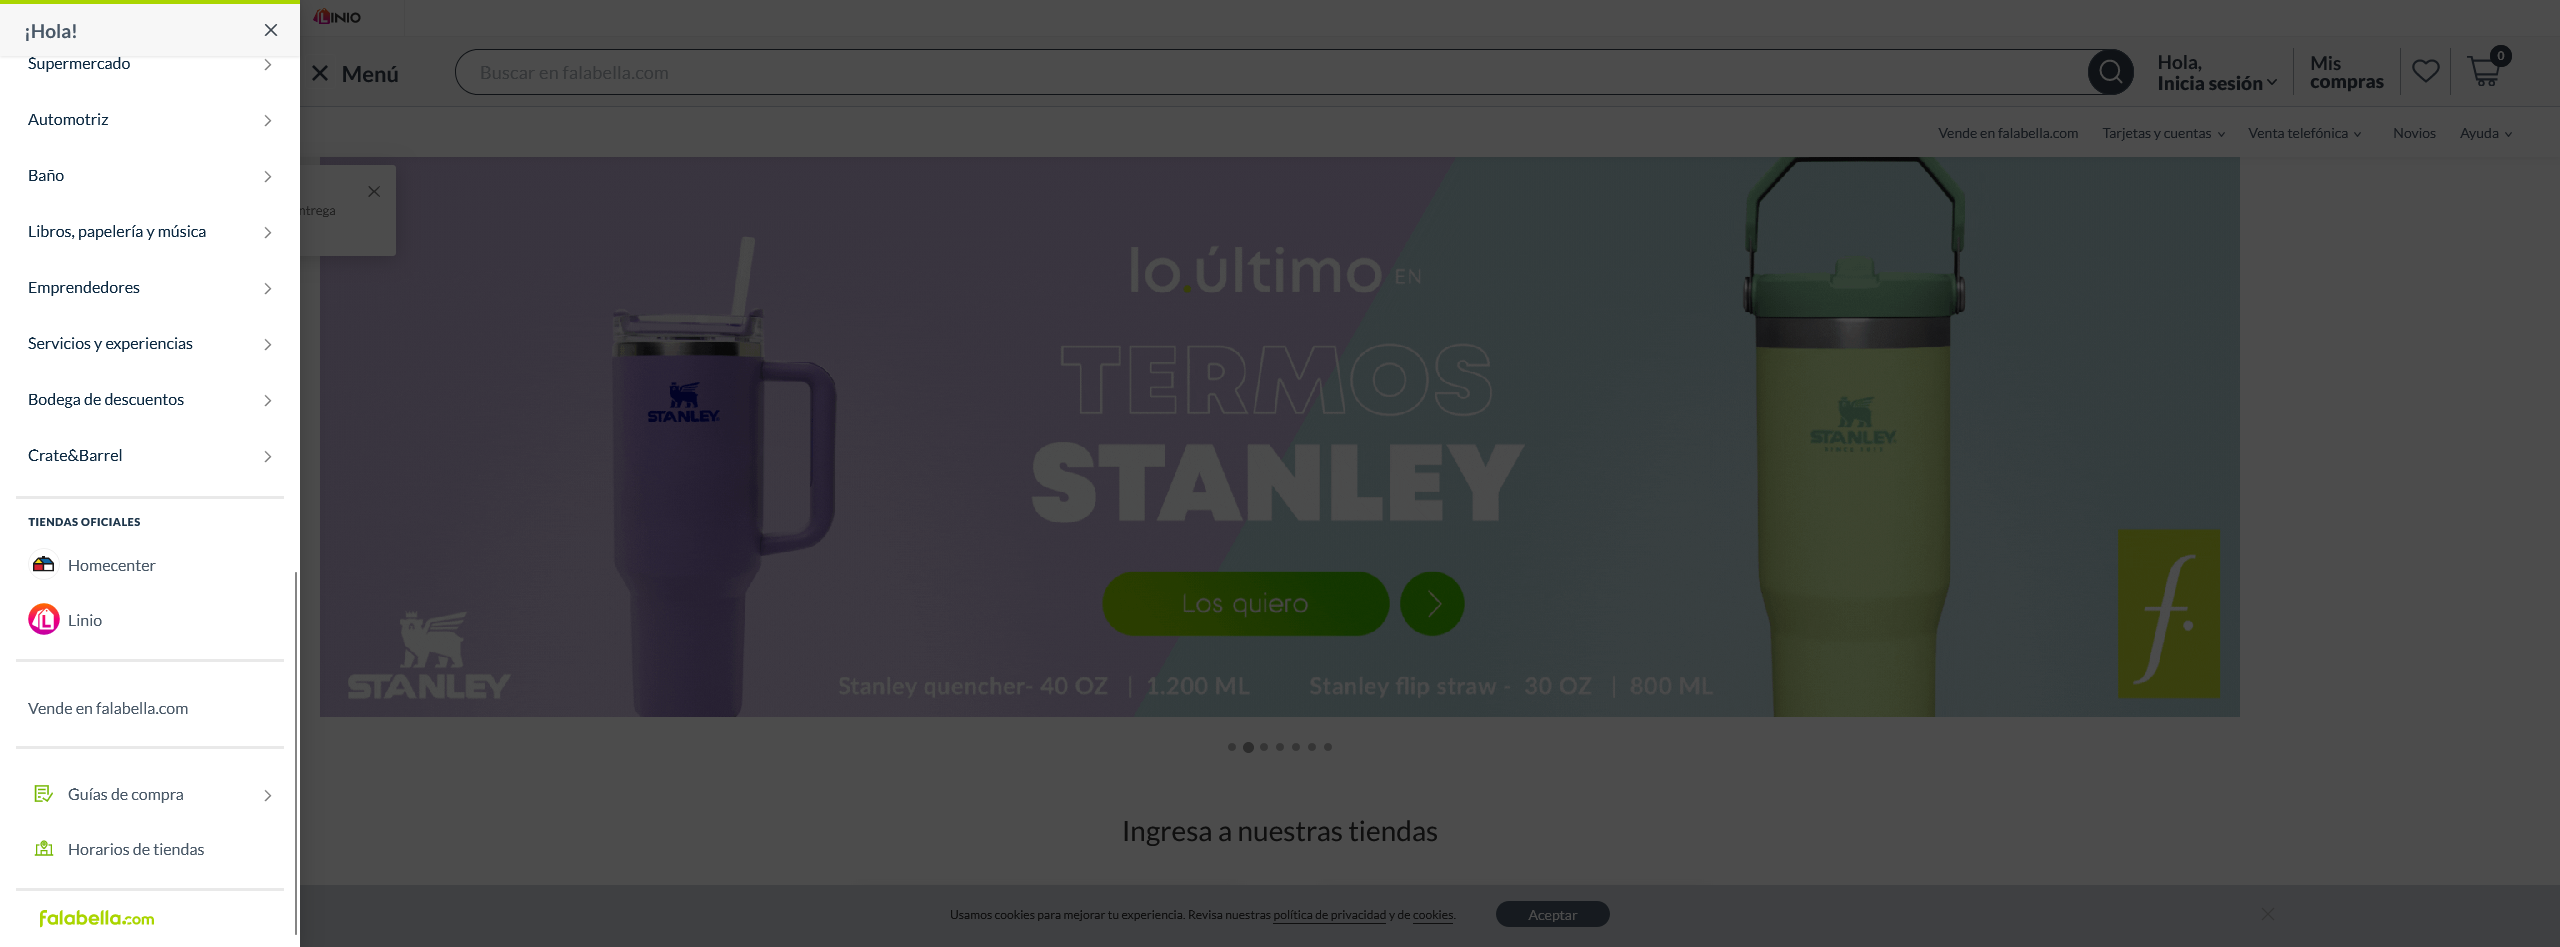 ¡Hola!
Supermercado
Automotriz
Baño
Libros, papelería y música
Emprendedores
Servicios y experiencias
Bodega de descuentos
Crate&Barrel
TIENDAS OFICIALES
Homecenter
Linio
Vende en falabella.com
Guías de compra
Horarios de tiendas
falabella.com
LINIO
Menú
Buscar en falabella.com
Hola,
Inicia sesión
Mis
compras
0
Vende en falabella.com
Tarjetas y cuentas
Venta telefónica
Novios
Ayuda
ntrega
lo.último EN
TERMOS
STANLEY
Los quiero
STANLEY
STANLEY
STANLEY
SINCE 1913
Stanley quencher- 40 OZ | 1.200 ML
Stanley flip straw - 30 OZ | 800 ML
f.
Ingresa a nuestras tiendas
Usamos cookies para mejorar tu experiencia. Revisa nuestras política de privacidad y de cookies.
Aceptar